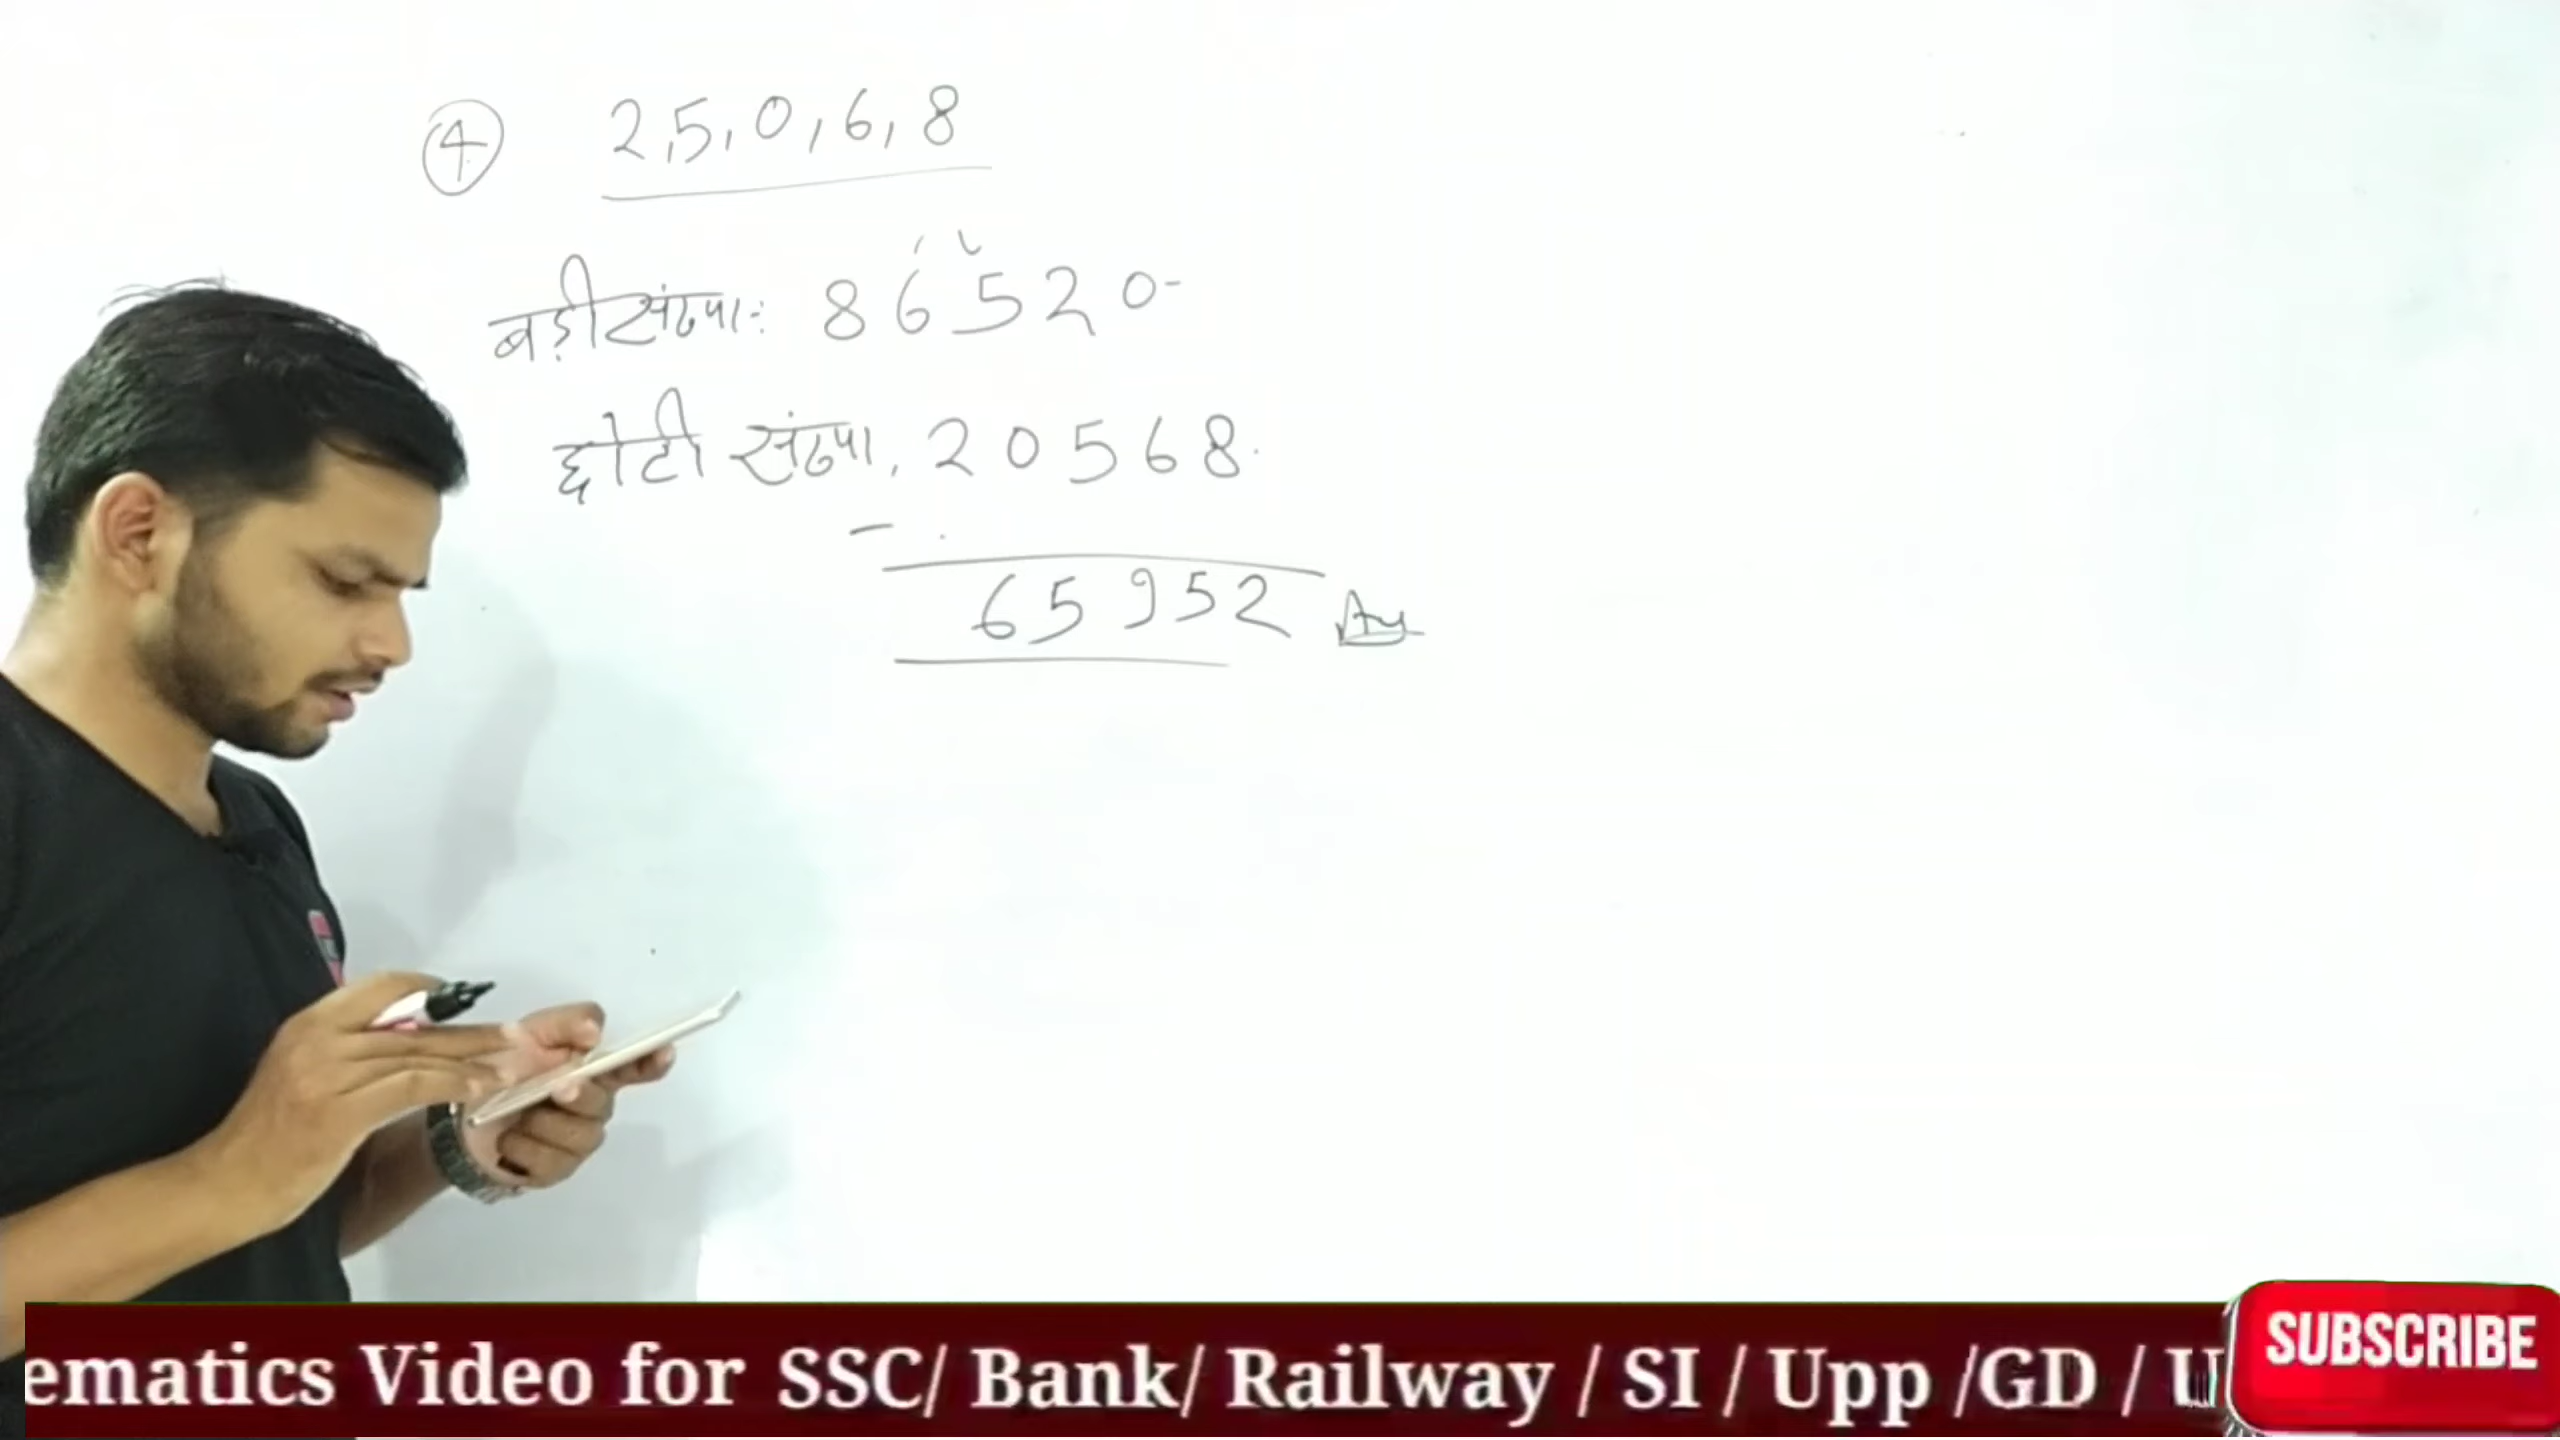 ④ 2,5,0,6,8
बड़ी संख्या:- 86520-
छोटी संख्या, 20568.
-
65952 Ans
ematics Video for SSC/ Bank/ Railway / SI / Upp /GD / U
SUBSCRIBE